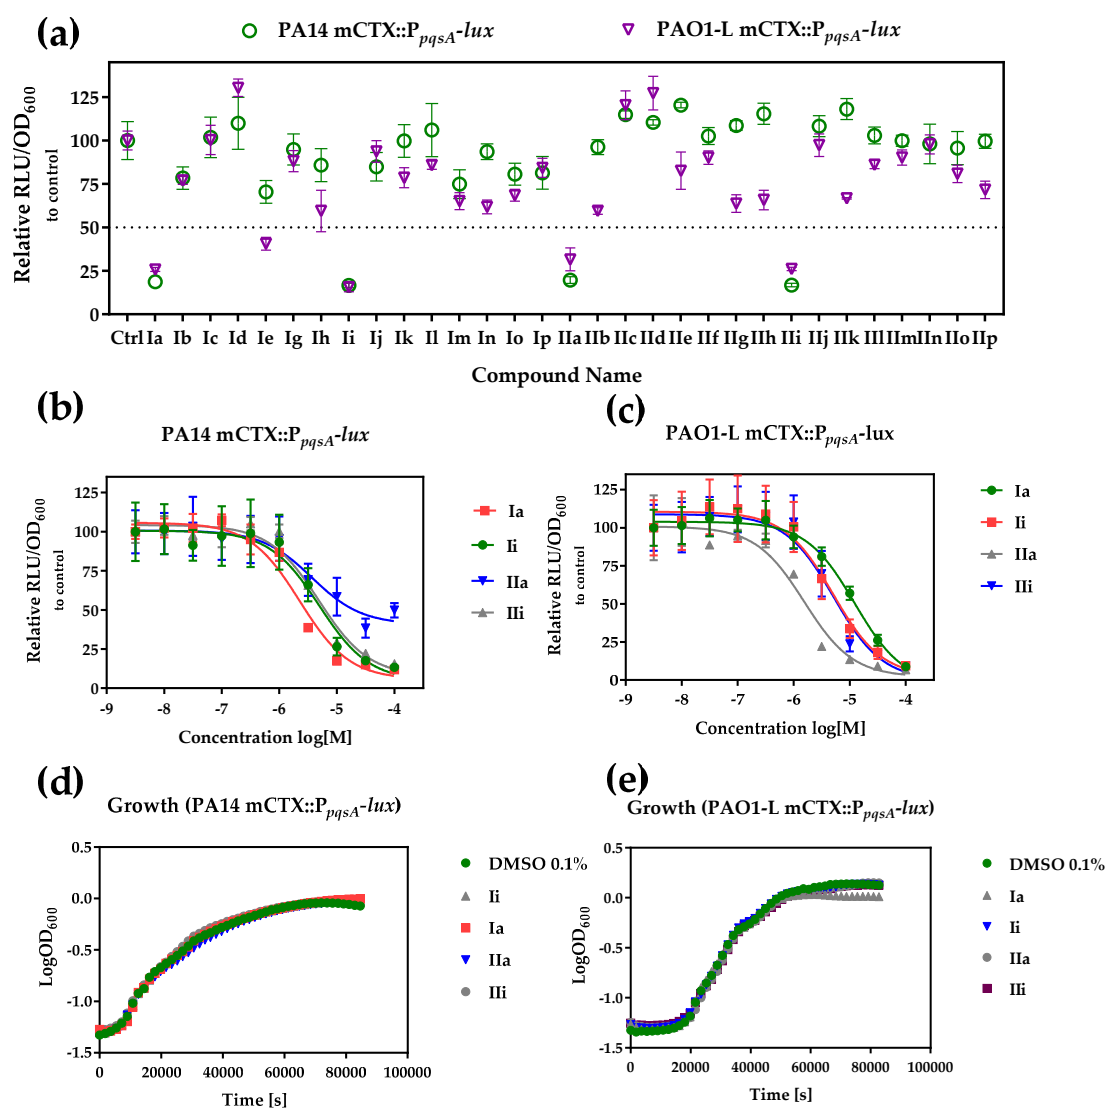 (a)
PA14 mCTX::PpqsA-lux
PAO1-L mCTX::PpqsA-lux
Relative RLU/OD600
to control
125
100
75
50
25
0
Ctrl Ia Ib Ic Id Ie Ig Ih Ii Ij Ik Il Im In Io Ip IIa IIb IIc IId IIe IIf IIg IIh IIi IIj IIk IIl IIm IIn IIo IIp
Compound Name
(b)
PA14 mCTX::PpqsA-lux
Relative RLU/OD600
to control
125
100
75
50
25
0
-9 -8 -7 -6 -5 -4
Concentration log[M]
Ia
Ii
IIa
IIi
(c)
PAO1-L mCTX::PpqsA-lux
Relative RLU/OD600
to control
125
100
75
50
25
0
-9 -8 -7 -6 -5 -4
Concentration log[M]
Ia
Ii
IIa
IIi
(d)
Growth (PA14 mCTX::PpqsA-lux)
LogOD600
0.5
0.0
-0.5
-1.0
-1.5
0 20000 40000 60000 80000 100000
Time [s]
DMSO 0.1%
Ii
Ia
IIa
IIi
(e)
Growth (PAO1-L mCTX::PpqsA-lux)
LogOD600
0.5
0.0
-0.5
-1.0
-1.5
0 20000 40000 60000 80000 100000
Time [s]
DMSO 0.1%
Ia
Ii
IIa
IIi